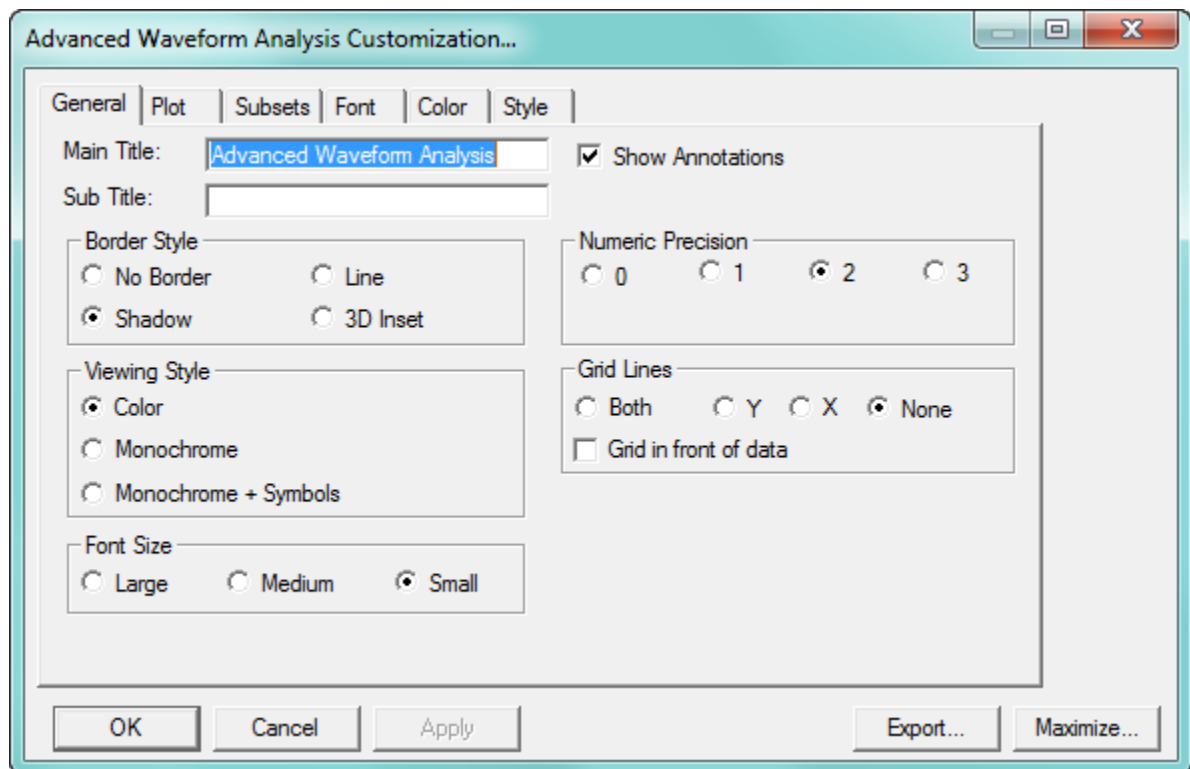 Advanced Waveform Analysis Customization...
General Plot Subsets Font Color Style
Main Title: Advanced Waveform Analysis Show Annotations
Sub Title:
Border Style
No Border Line
Shadow 3D Inset
Numeric Precision
0 1 2 3
Viewing Style
Color
Monochrome
Monochrome + Symbols
Grid Lines
Both Y X None
Grid in front of data
Font Size
Large Medium Small
OK Cancel Apply Export... Maximize...